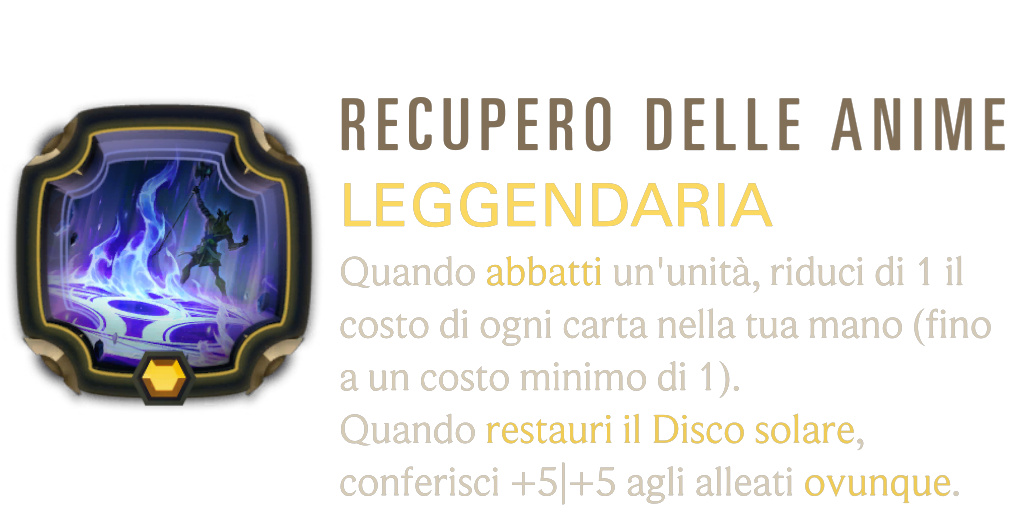 RECUPERO DELLE ANIME
LEGGENDARIA
Quando abbatti un'unità, riduci di 1 il
costo di ogni carta nella tua mano (fino
a un costo minimo di 1).
Quando restauri il Disco solare,
conferisci +5|+5 agli alleati ovunque.